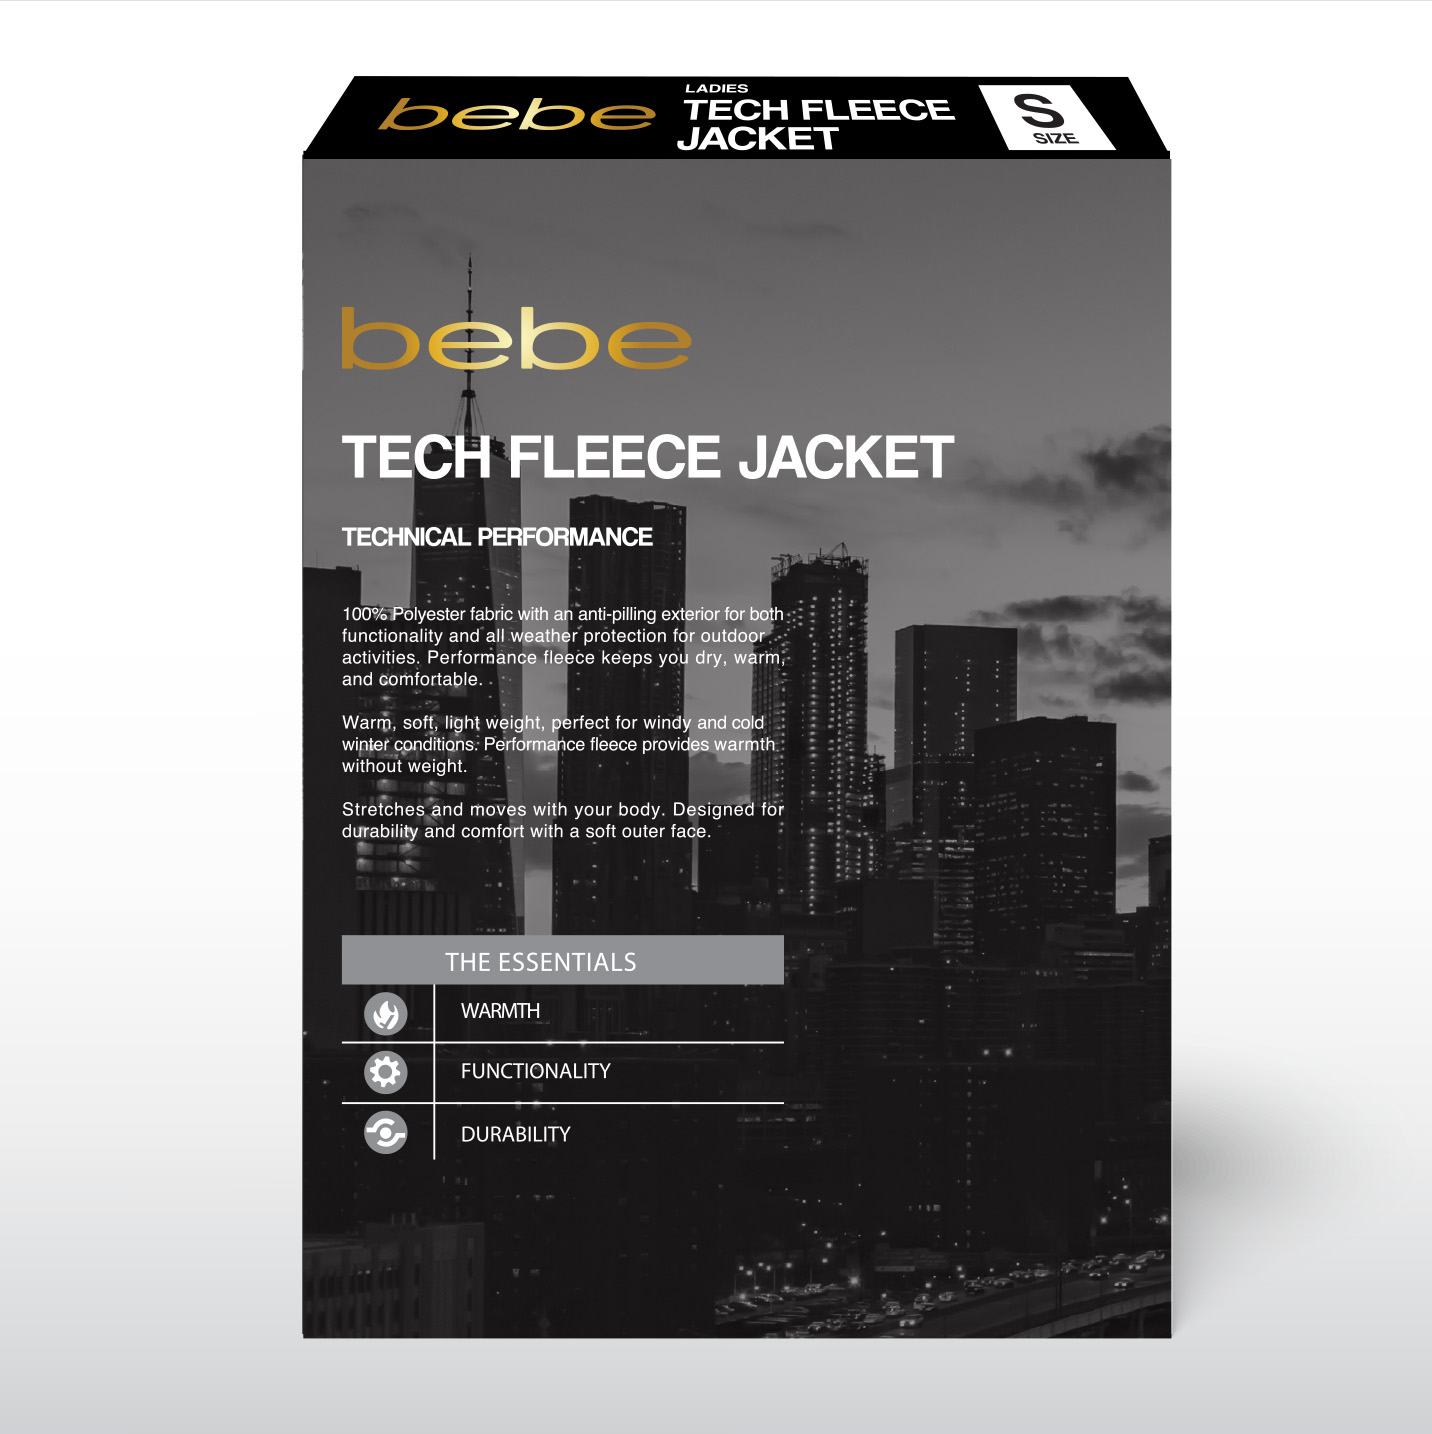 bebe
LADIES
TECH FLEECE
JACKET
S
SIZE
bebe
TECH FLEECE JACKET
TECHNICAL PERFORMANCE
100% Polyester fabric with an anti-pilling exterior for both
functionality and all weather protection for outdoor
activities. Performance fleece keeps you dry, warm,
and comfortable.
Warm, soft, light weight, perfect for windy and cold
winter conditions. Performance fleece provides warmth
without weight.
Stretches and moves with your body. Designed for
durability and comfort with a soft outer face.
THE ESSENTIALS
WARMTH
FUNCTIONALITY
DURABILITY